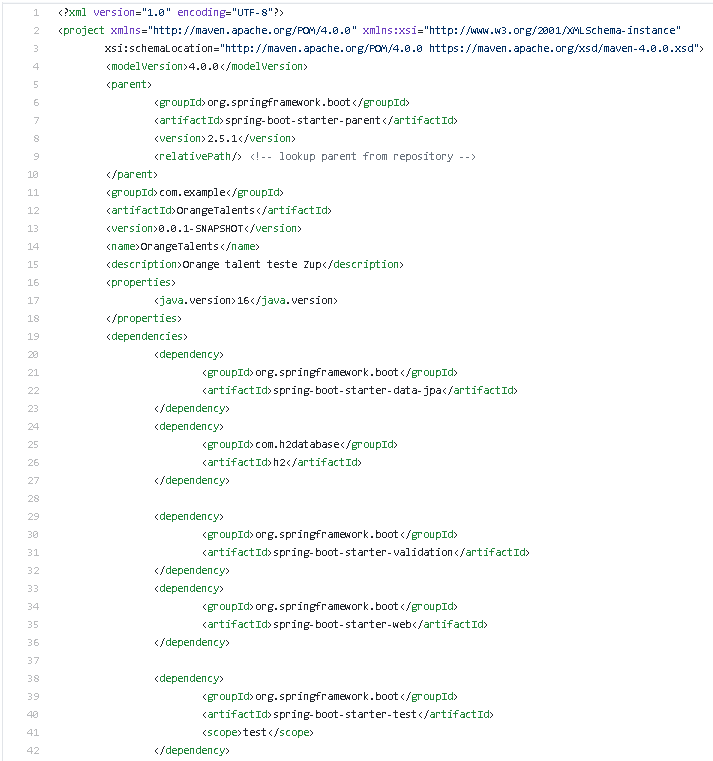 1 <?xml version="1.0" encoding="UTF-8"?>
2 <project xmlns="http://maven.apache.org/POM/4.0.0" xmlns:xsi="http://www.w3.org/2001/XMLSchema-instance"
3 xsi:schemaLocation="http://maven.apache.org/POM/4.0.0 https://maven.apache.org/xsd/maven-4.0.0.xsd">
4 <modelVersion>4.0.0</modelVersion>
5 <parent>
6 <groupId>org.springframework.boot</groupId>
7 <artifactId>spring-boot-starter-parent</artifactId>
8 <version>2.5.1</version>
9 <relativePath/> <!-- lookup parent from repository -->
10 </parent>
11 <groupId>com.example</groupId>
12 <artifactId>OrangeTalents</artifactId>
13 <version>0.0.1-SNAPSHOT</version>
14 <name>OrangeTalents</name>
15 <description>Orange talent teste Zup</description>
16 <properties>
17 <java.version>16</java.version>
18 </properties>
19 <dependencies>
20 <dependency>
21 <groupId>org.springframework.boot</groupId>
22 <artifactId>spring-boot-starter-data-jpa</artifactId>
23 </dependency>
24 <dependency>
25 <groupId>com.h2database</groupId>
26 <artifactId>h2</artifactId>
27 </dependency>
28
29 <dependency>
30 <groupId>org.springframework.boot</groupId>
31 <artifactId>spring-boot-starter-validation</artifactId>
32 </dependency>
33 <dependency>
34 <groupId>org.springframework.boot</groupId>
35 <artifactId>spring-boot-starter-web</artifactId>
36 </dependency>
37
38 <dependency>
39 <groupId>org.springframework.boot</groupId>
40 <artifactId>spring-boot-starter-test</artifactId>
41 <scope>test</scope>
42 </dependency>